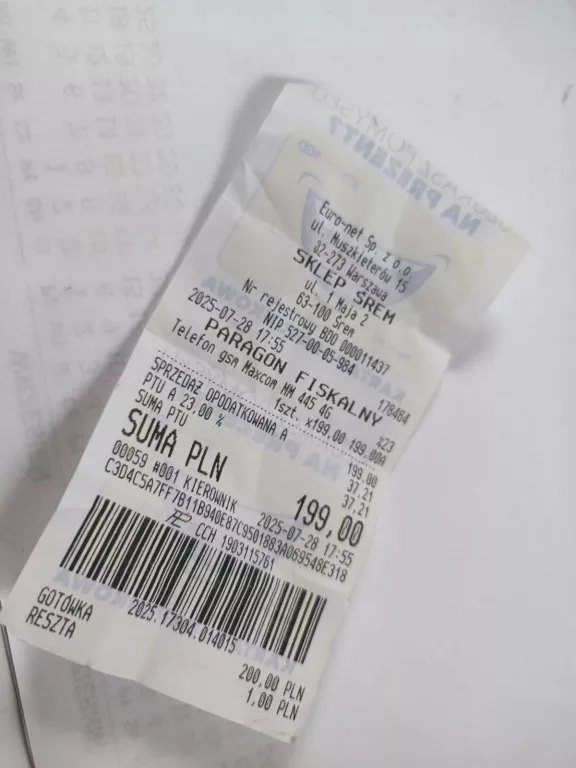 Euro-net Sp. z o.o.
ul. Muszkieterów 15
02-273 Warszawa
SKLEP ŚREM
ul. 1 Maja 2
63-100 Śrem
Nr rejestrowy BDO 000011437
NIP 527-00-05-984
2025-07-28 17:55 178464
PARAGON FISKALNY
Telefon gsm Maxcom MM 445 4G 423
1szt. x199,00 199,00A
SPRZEDAŻ OPODATKOWANA A 199,00
PTU A 23,00 % 37,21
SUMA PTU 37,21
SUMA PLN 199,00
00059 #001 KIEROWNIK 2025-07-28 17:55
C3D4C5A7FF7B11B940E87C9501883A069548E318
CCH 1903115761
2025.17304.014015
GOTÓWKA 200,00 PLN
RESZTA 1,00 PLN
NA PREZENT?